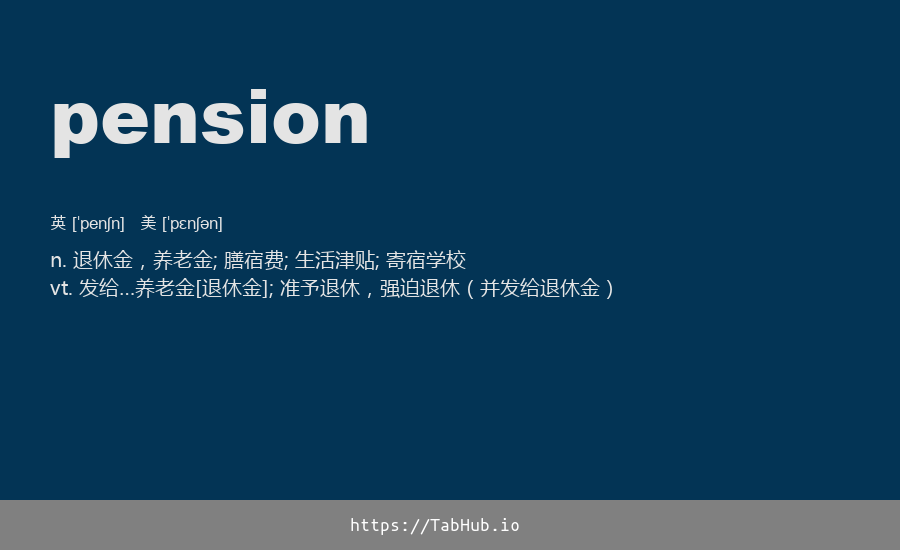 pension
英 [ˈpenʃn] 美 [ˈpɛnʃən]
n. 退休金，养老金; 膳宿费; 生活津贴; 寄宿学校
vt. 发给…养老金[退休金]; 准予退休，强迫退休（并发给退休金）
https://TabHub.io